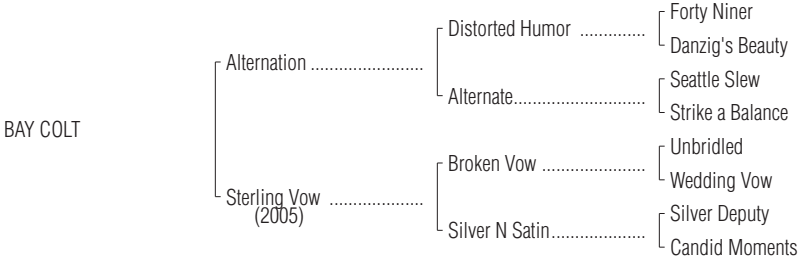 Forty Niner
Distorted Humor ..............
Danzig's Beauty
Alternation ........................
Seattle Slew
Alternate............................
Strike a Balance
BAY COLT
Unbridled
Broken Vow ......................
Wedding Vow
Sterling Vow ....................
(2005)
Silver Deputy
Silver N Satin....................
Candid Moments